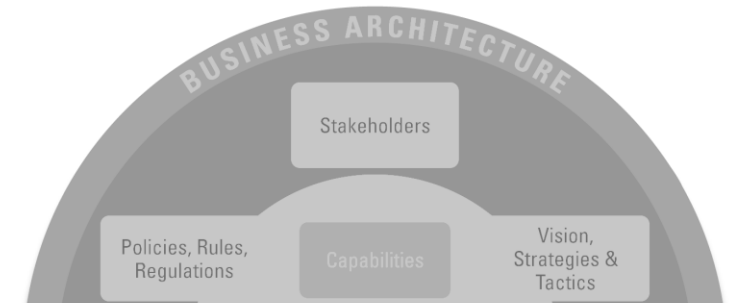 BUSINESS ARCHITECTURE
Stakeholders
Policies, Rules,
Regulations
Capabilities
Vision,
Strategies &
Tactics